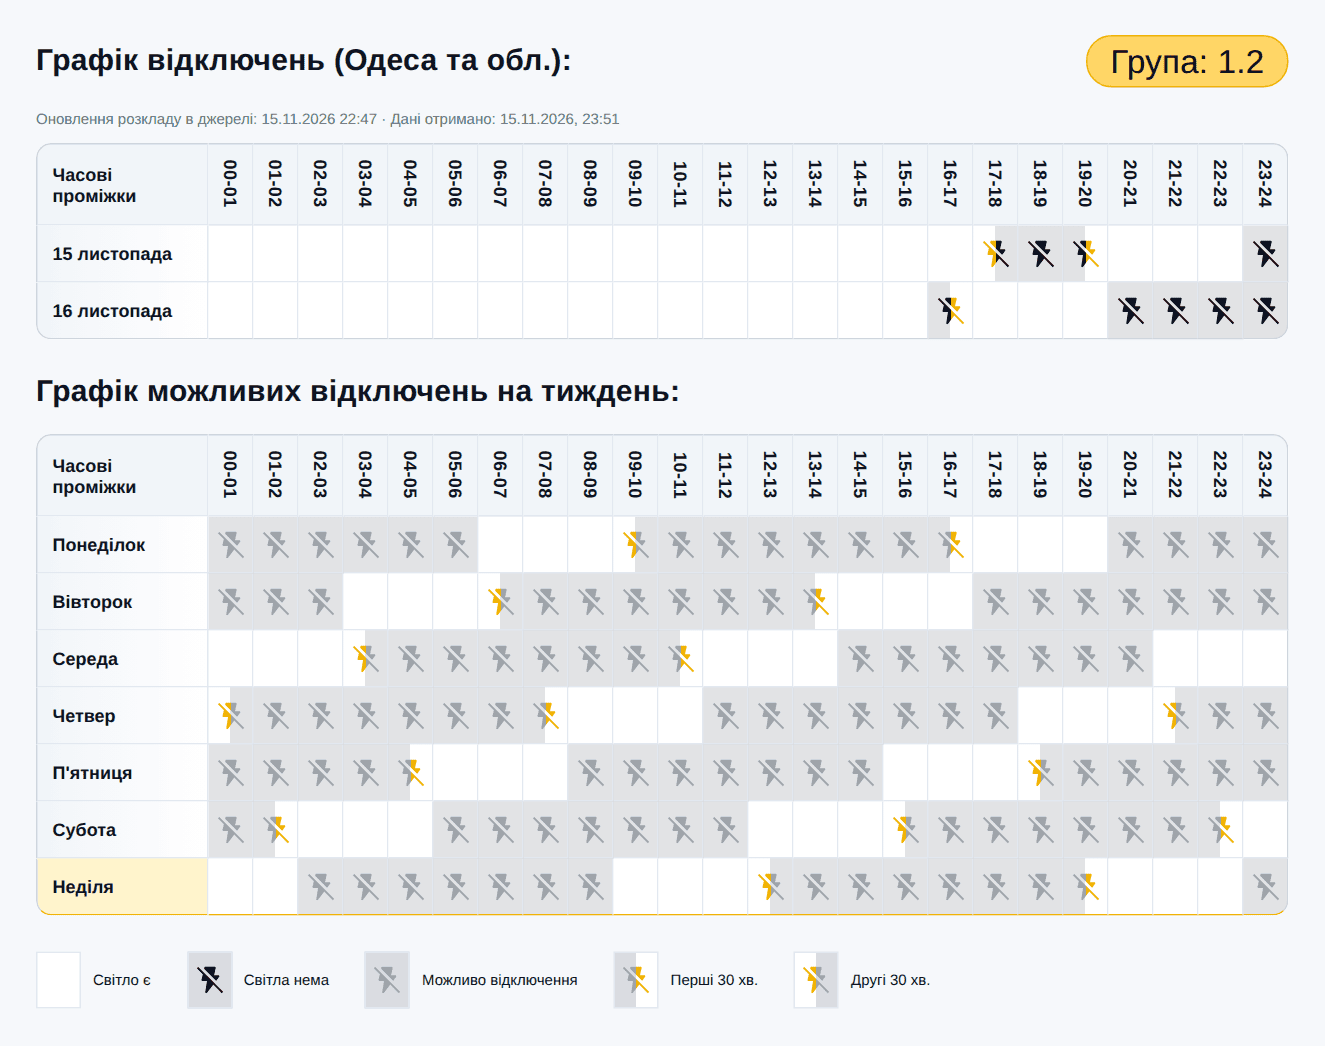 Графік відключень (Одеса та обл.):
Група: 1.2
Оновлення розкладу в джерелі: 15.11.2026 22:47 · Дані отримано: 15.11.2026, 23:51
Часові
проміжки
00-01 01-02 02-03 03-04 04-05 05-06 06-07 07-08 08-09 09-10 10-11 11-12 12-13 13-14 14-15 15-16 16-17 17-18 18-19 19-20 20-21 21-22 22-23 23-24
15 листопада
16 листопада
Графік можливих відключень на тиждень:
Часові
проміжки
00-01 01-02 02-03 03-04 04-05 05-06 06-07 07-08 08-09 09-10 10-11 11-12 12-13 13-14 14-15 15-16 16-17 17-18 18-19 19-20 20-21 21-22 22-23 23-24
Понеділок
Вівторок
Середа
Четвер
П'ятниця
Субота
Неділя
Світло є
Світла нема
Можливо відключення
Перші 30 хв.
Другі 30 хв.